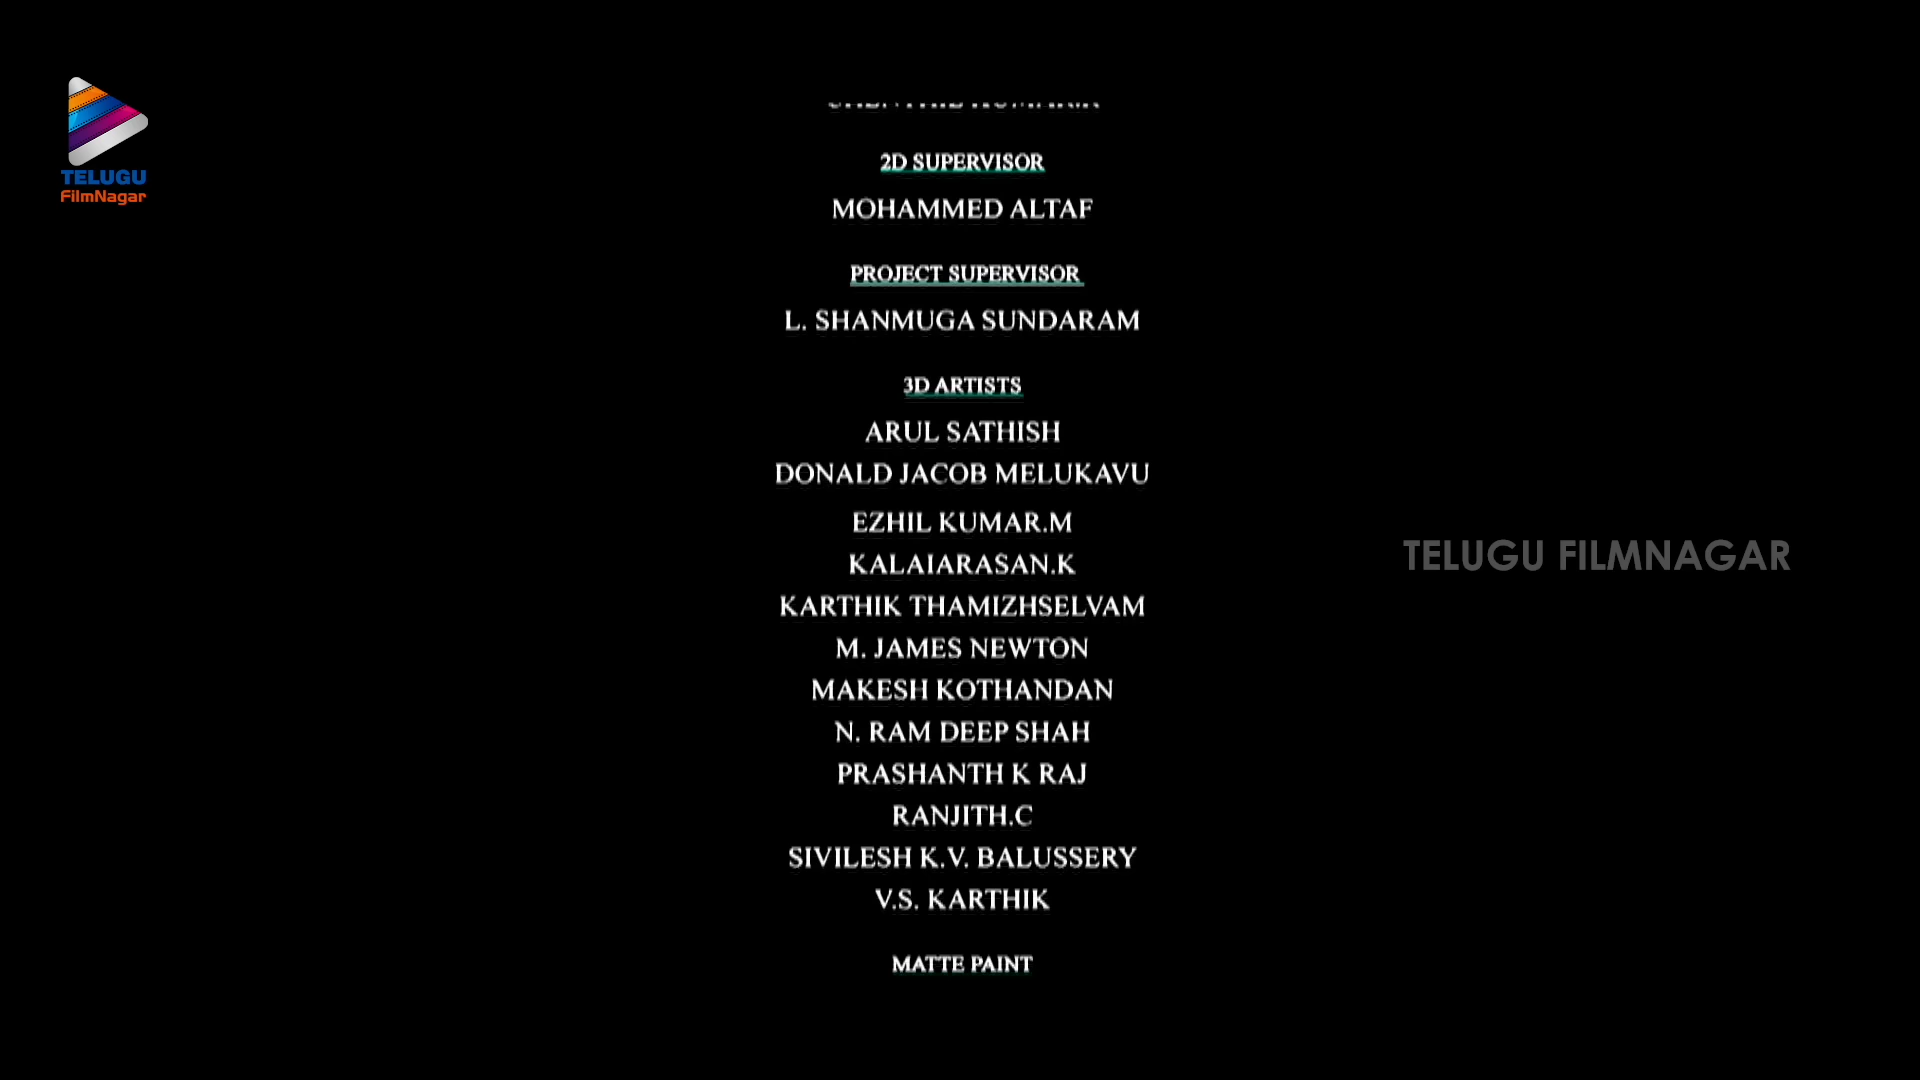 TELUGU
FilmNagar
2D SUPERVISOR
MOHAMMED ALTAF
PROJECT SUPERVISOR
L. SHANMUGA SUNDARAM
3D ARTISTS
ARUL SATHISH
DONALD JACOB MELUKAVU
EZHIL KUMAR.M
KALAIARASAN.K
KARTHIK THAMIZHSELVAM
M. JAMES NEWTON
MAKESH KOTHANDAN
N. RAM DEEP SHAH
PRASHANTH K RAJ
RANJITH.C
SIVILESH K.V. BALUSSERY
V.S. KARTHIK
MATTE PAINT
TELUGU FILMNAGAR